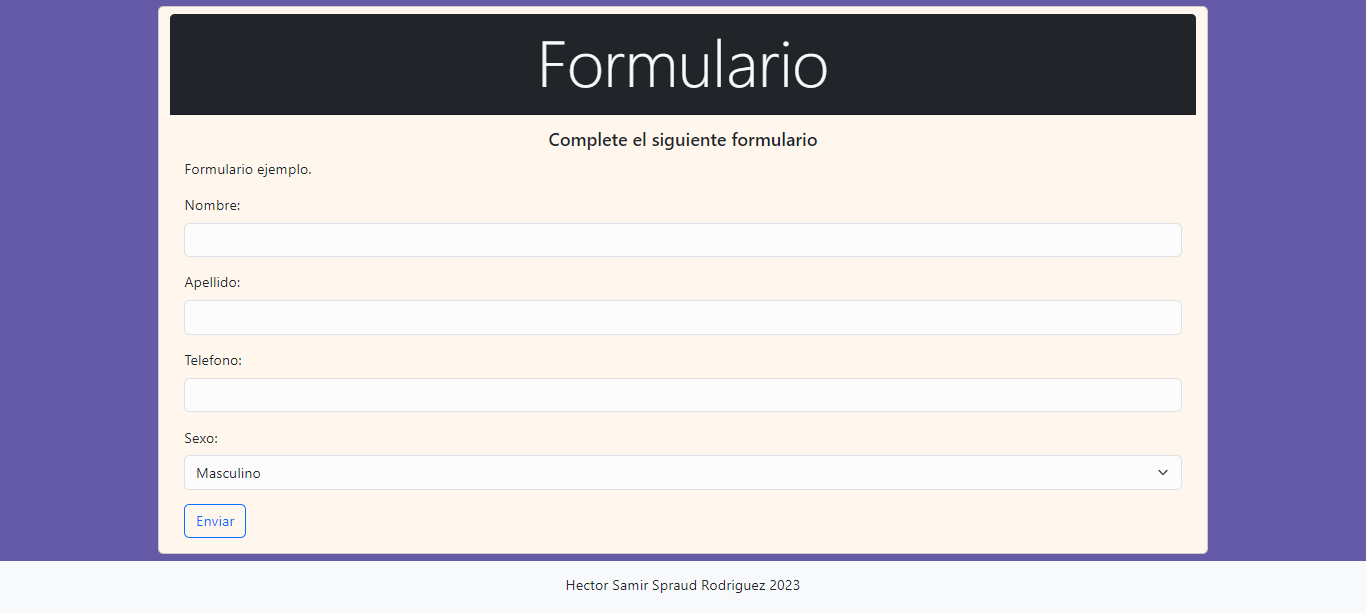 Formulario
Complete el siguiente formulario
Formulario ejemplo.
Nombre:
Apellido:
Telefono:
Sexo:
Masculino
Enviar
Hector Samir Spraud Rodriguez 2023